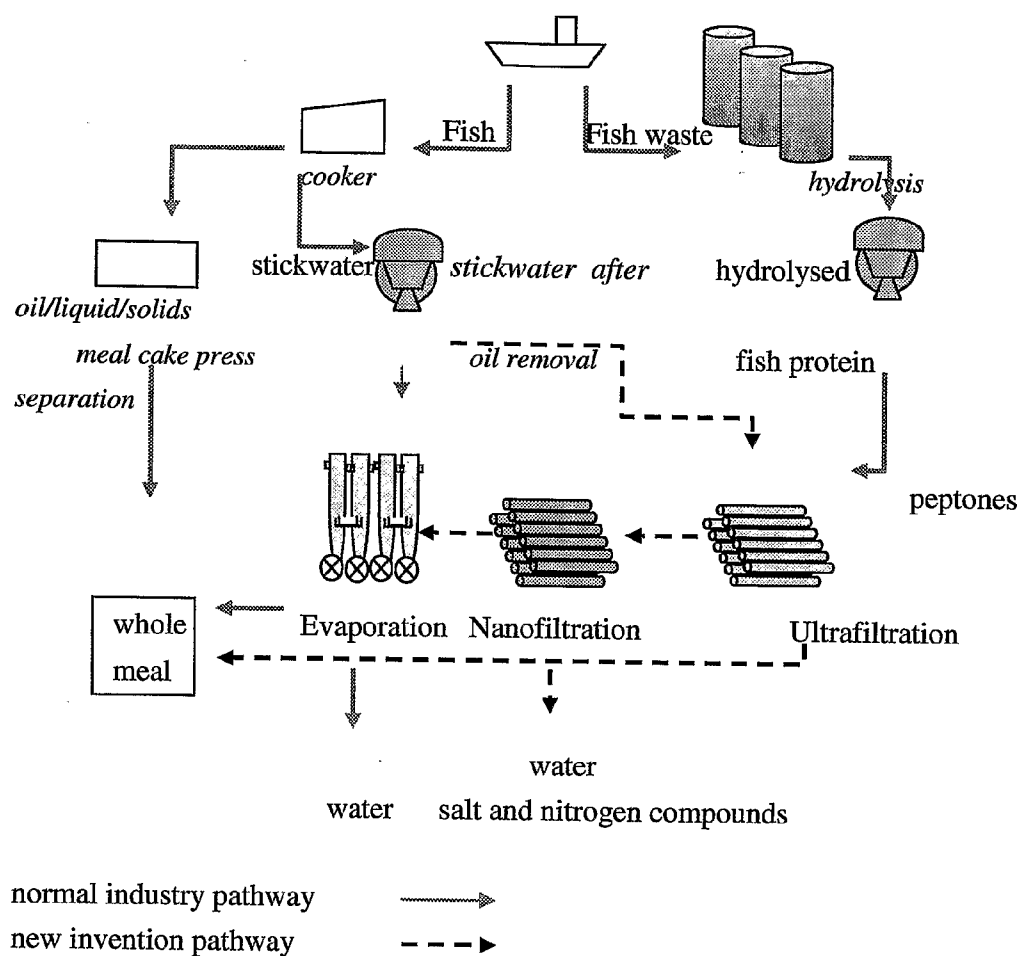 Fish
Fish waste
cooker
hydrolysis
stickwater
stickwater after
hydrolysed
oil/liquid/solids
meal cake press
oil removal
fish protein
separation
peptones
whole
meal
Evaporation
Nanofiltration
Ultrafiltration
water
water
salt and nitrogen compounds
normal industry pathway
new invention pathway